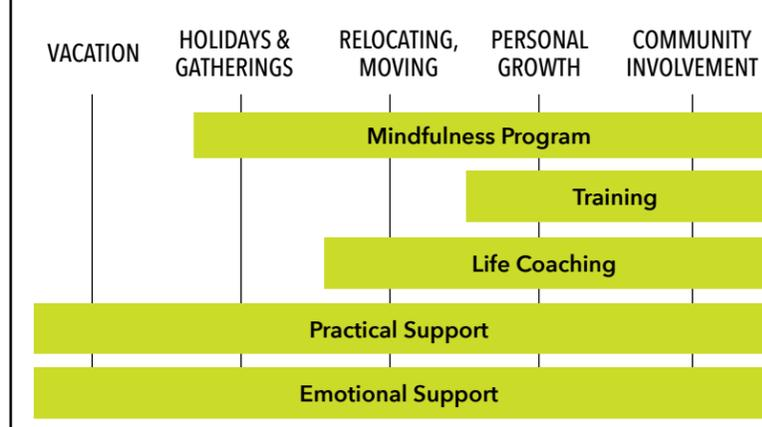 VACATION
HOLIDAYS &
GATHERINGS
RELOCATING,
MOVING
PERSONAL
GROWTH
COMMUNITY
INVOLVEMENT
Mindfulness Program
Training
Life Coaching
Practical Support
Emotional Support